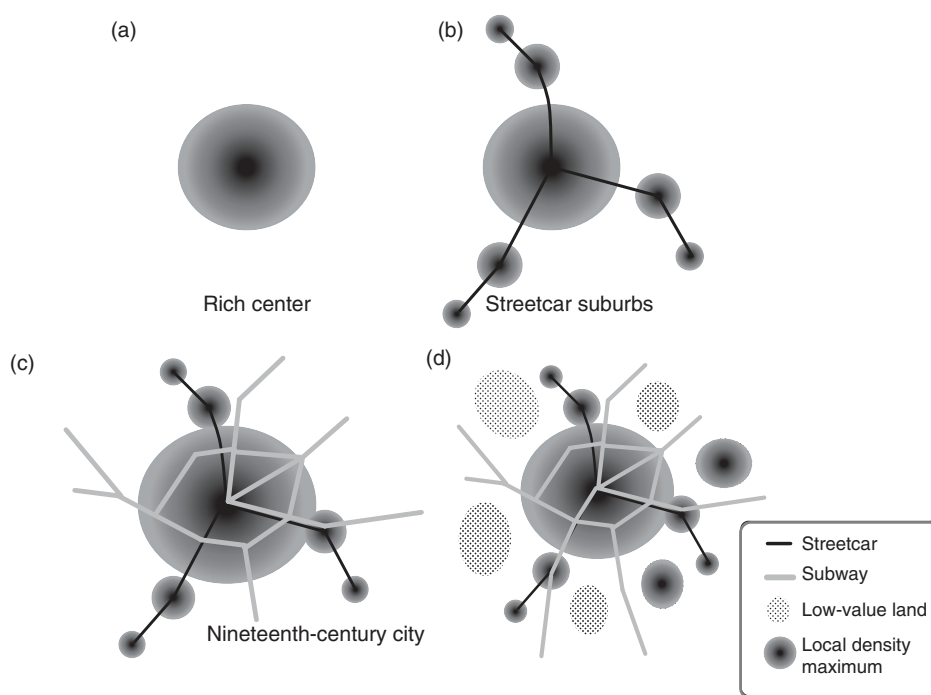 (a)
(b)
Rich center
Streetcar suburbs
(c)
(d)
Nineteenth-century city
Streetcar
Subway
Low-value land
Local density
maximum